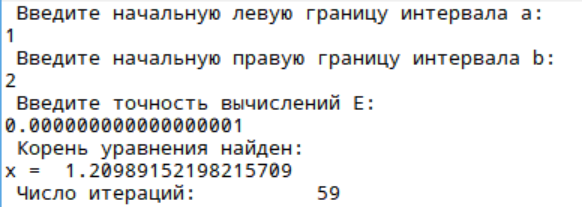 Введите начальную левую границу интервала a:
1
Введите начальную правую границу интервала b:
2
Введите точность вычислений E:
0.000000000000000001
Корень уравнения найден:
x =  1.20989152198215709
Число итераций:          59